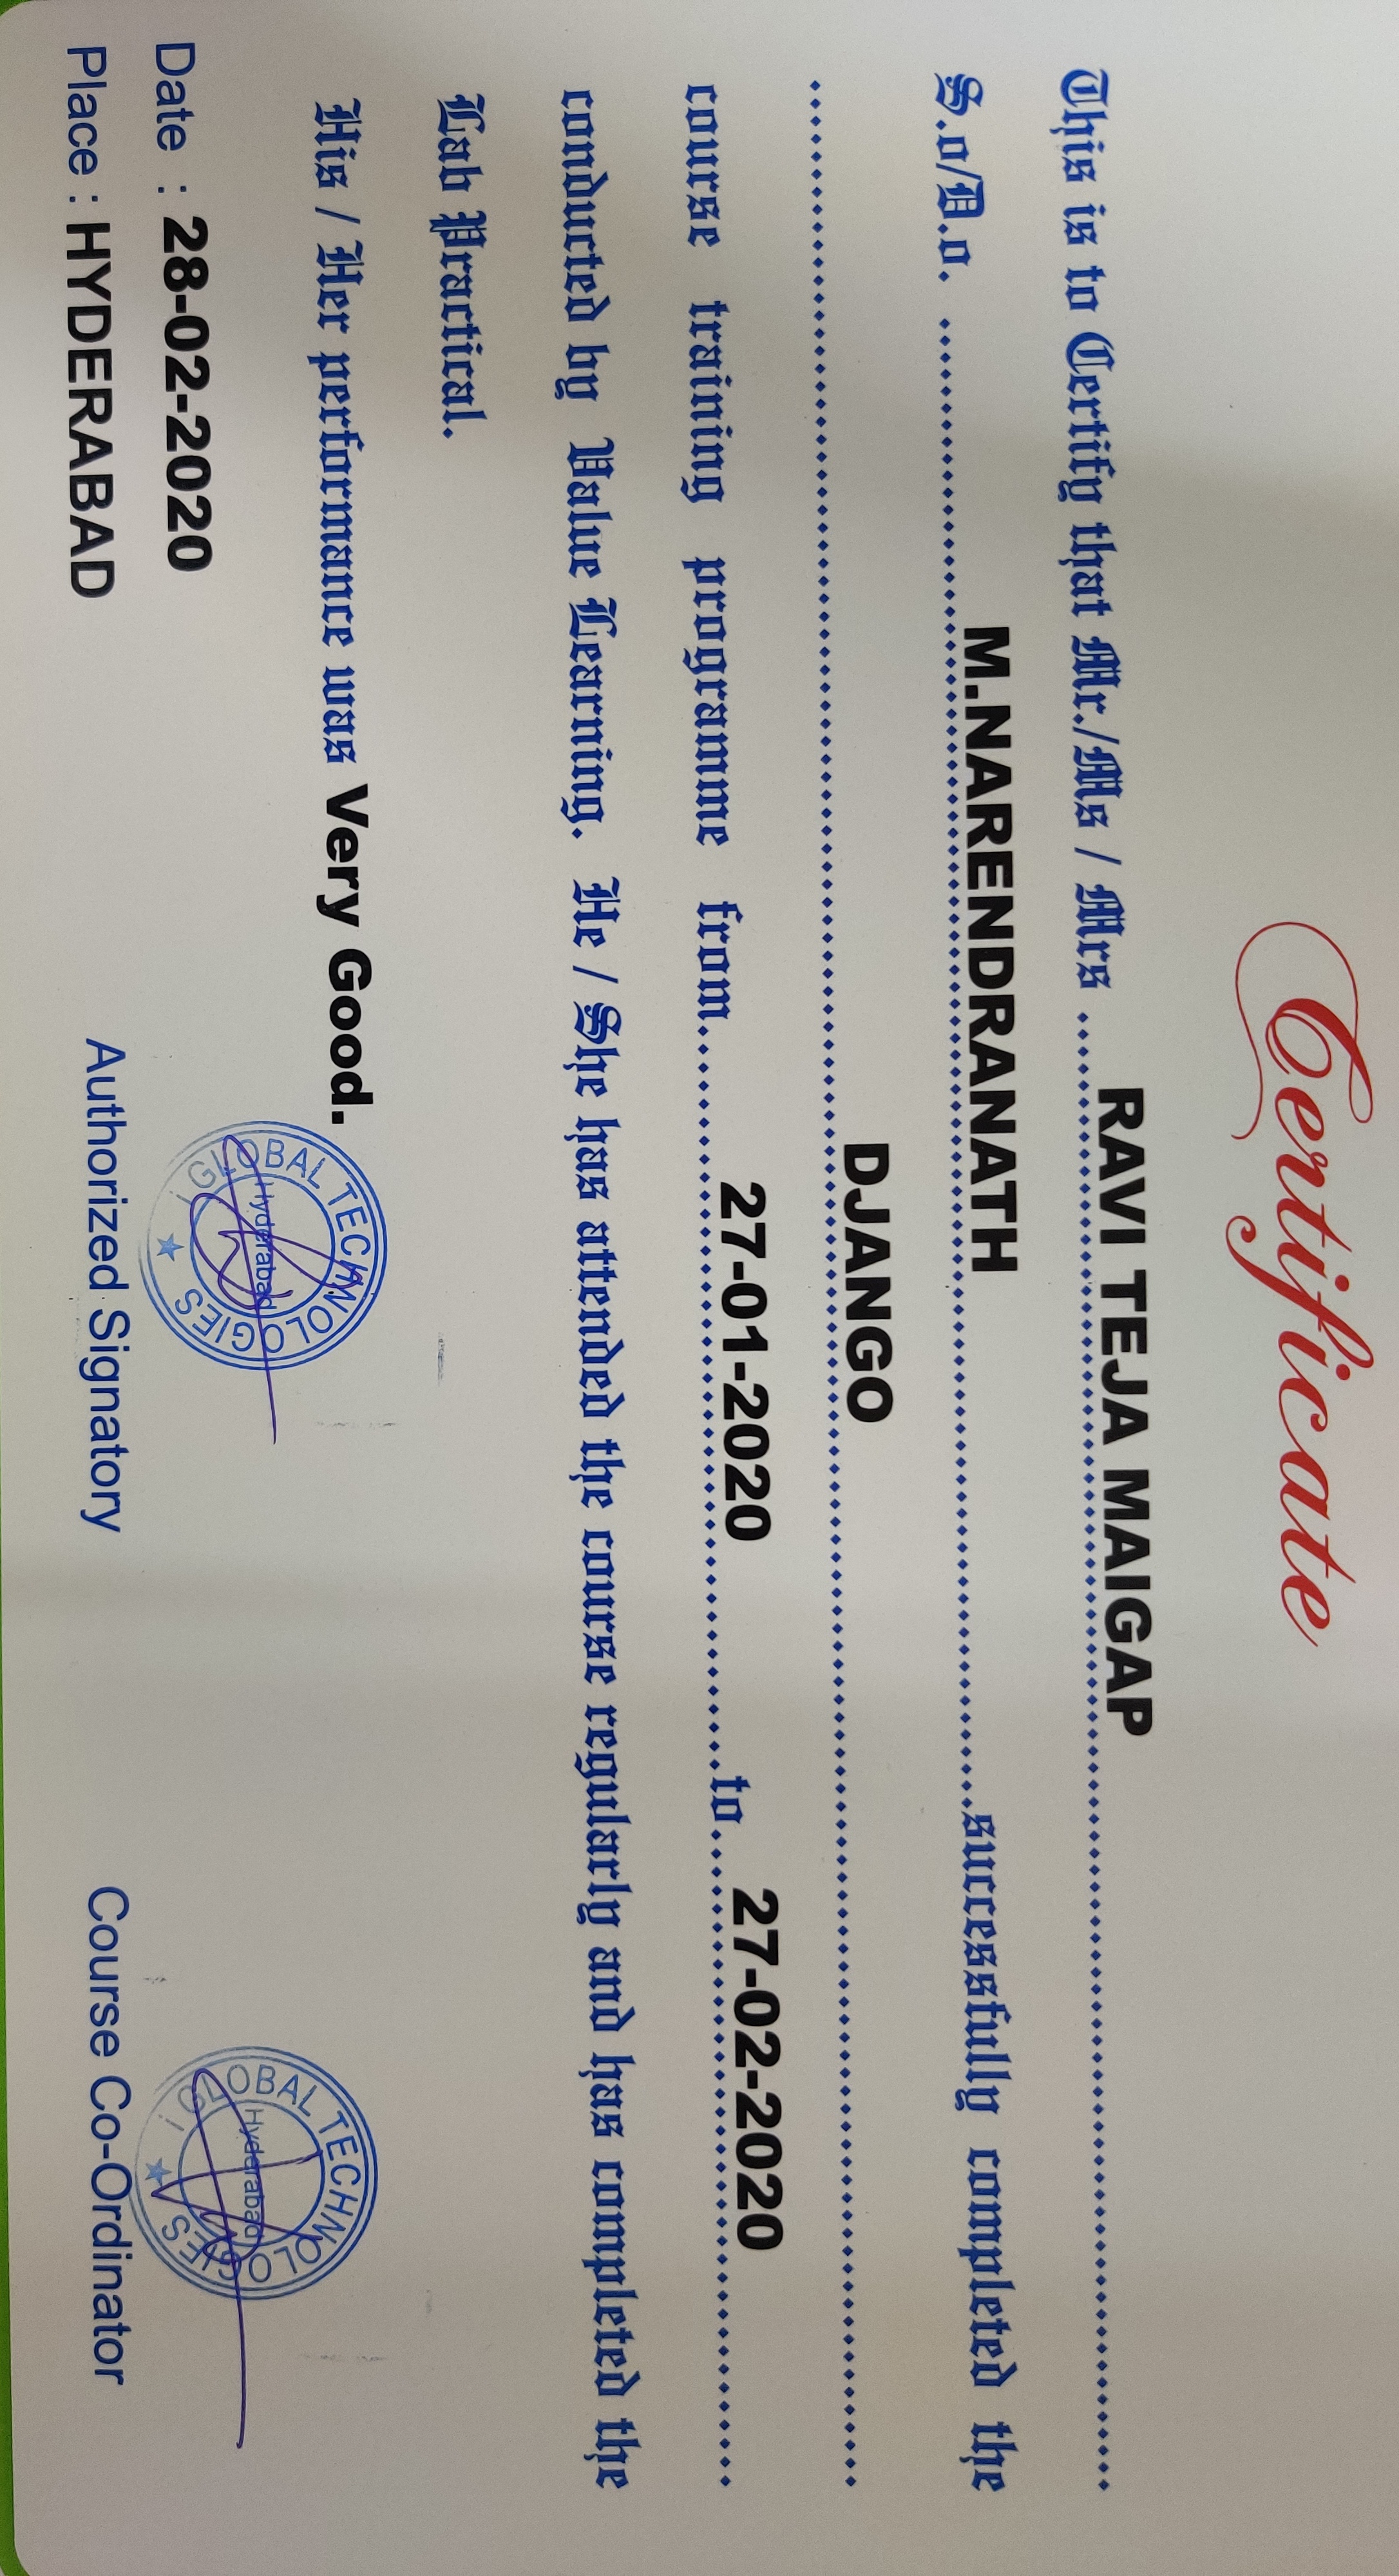 Certificate
This is to Certify that Mr./Ms / Mrs ....RAVI TEJA MAIGAP....
S.o/D.o. ....M.NARENDRANATH....successfully completed the
....DJANGO....
course training programme from....27-01-2020....to....27-02-2020....
conducted by Value Learning. He / She has attended the course regularly and has completed the
Lab Practical.
His / Her performance was Very Good.
i GLOBAL TECHNOLOGIES
Hyderabad
i GLOBAL TECHNOLOGIES
Hyderabad
Date : 28-02-2020
Place : HYDERABAD
Authorized Signatory
Course Co-Ordinator